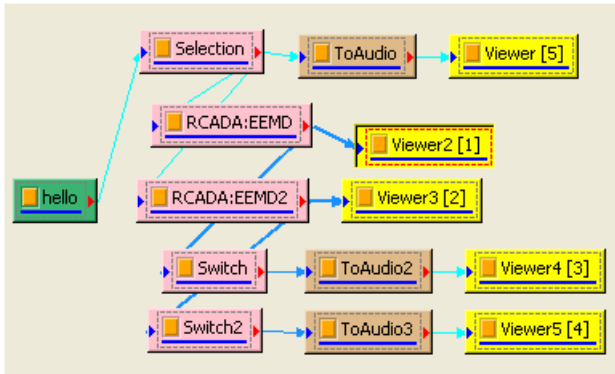 Selection
ToAudio
Viewer [5]
RCADA:EEMD
Viewer2 [1]
hello
RCADA:EEMD2
Viewer3 [2]
Switch
ToAudio2
Viewer4 [3]
Switch2
ToAudio3
Viewer5 [4]